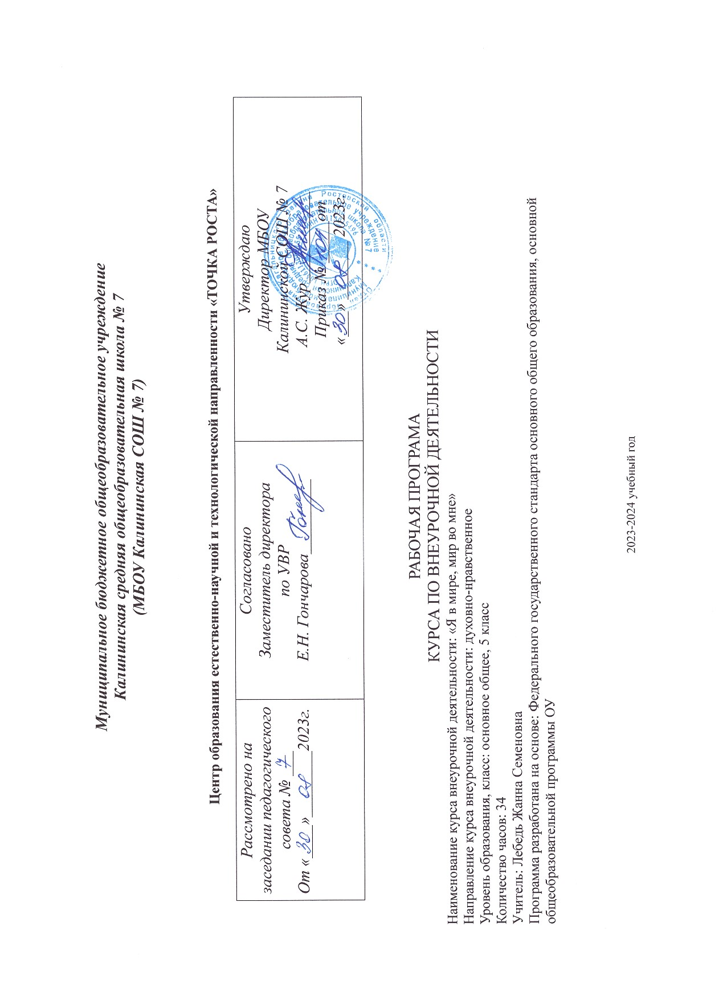 Муниципальное бюджетное общеобразовательное учреждение
Калининская средняя общеобразовательная школа № 7
(МБОУ Калининская СОШ № 7)
Центр образования естественно-научной и технологической направленности «ТОЧКА РОСТА»
Рассмотрено на
заседании педагогического
совета № 7
От « 30 » 08 2023г.
Согласовано
Заместитель директора
по УВР
Е.Н. Гончарова
Утверждаю
Директор МБОУ
Калининской СОШ № 7
А.С. Жур
Приказ № 104 от
« 30 » 08 2023г.
Ростовской области
РАБОЧАЯ ПРОГРАМА
КУРСА ПО ВНЕУРОЧНОЙ ДЕЯТЕЛЬНОСТИ
Наименование курса внеурочной деятельности: «Я в мире, мир во мне»
Направление курса внеурочной деятельности: духовно-нравственное
Уровень образования, класс: основное общее, 5 класс
Количество часов: 34
Учитель: Лебедь Жанна Семеновна
Программа разработана на основе: Федерального государственного стандарта основного общего образования, основной
общеобразовательной программы ОУ
2023-2024 учебный год